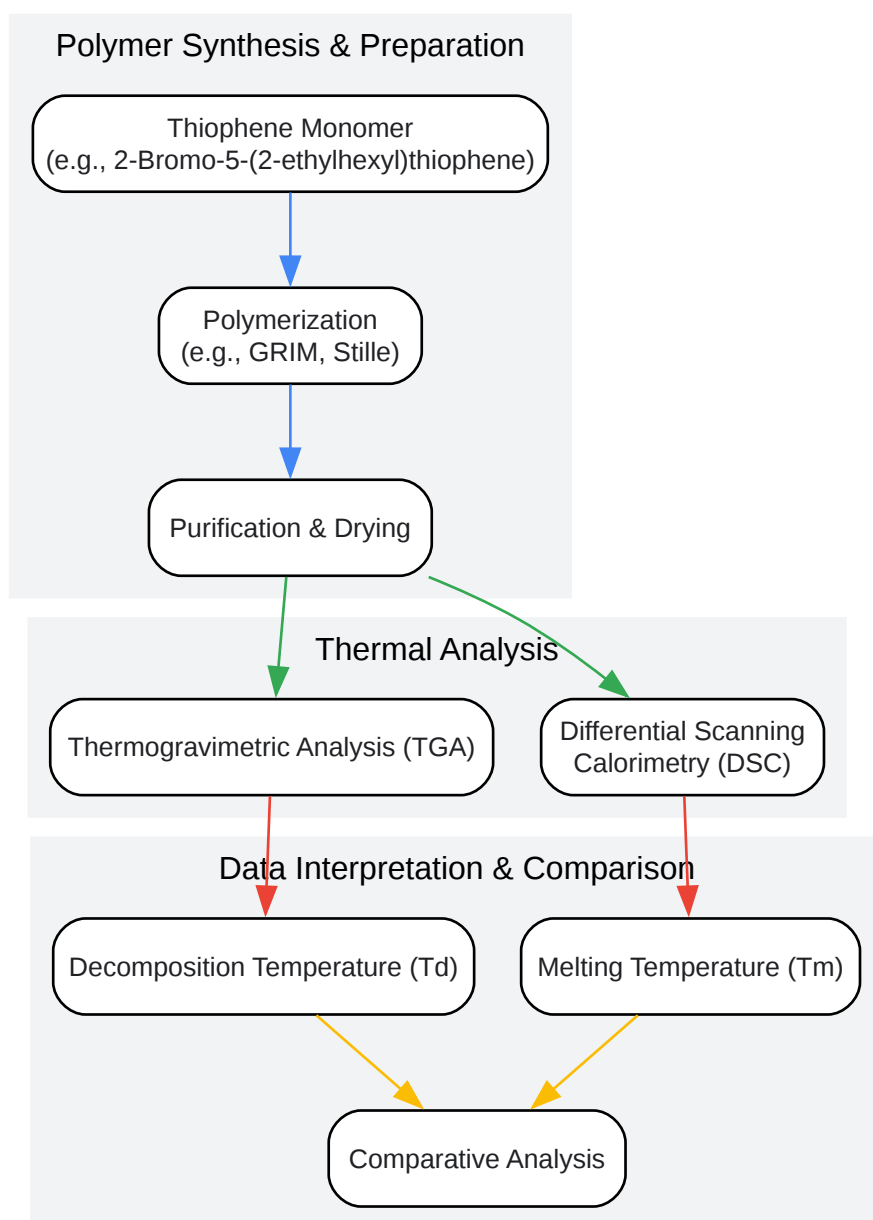 Polymer Synthesis & Preparation
Thiophene Monomer
(e.g., 2-Bromo-5-(2-ethylhexyl)thiophene)
Polymerization
(e.g., GRIM, Stille)
Purification & Drying
Thermal Analysis
Thermogravimetric Analysis (TGA)
Differential Scanning
Calorimetry (DSC)
Data Interpretation & Comparison
Decomposition Temperature (Td)
Melting Temperature (Tm)
Comparative Analysis